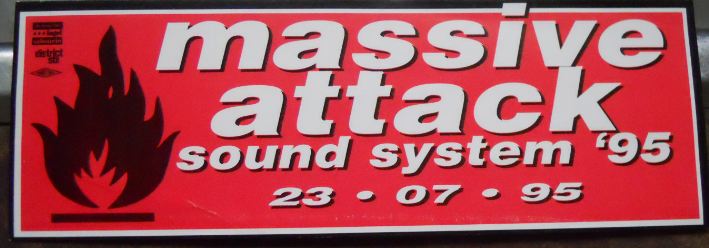 massive
attack
sound system '95
23 • 07 • 95